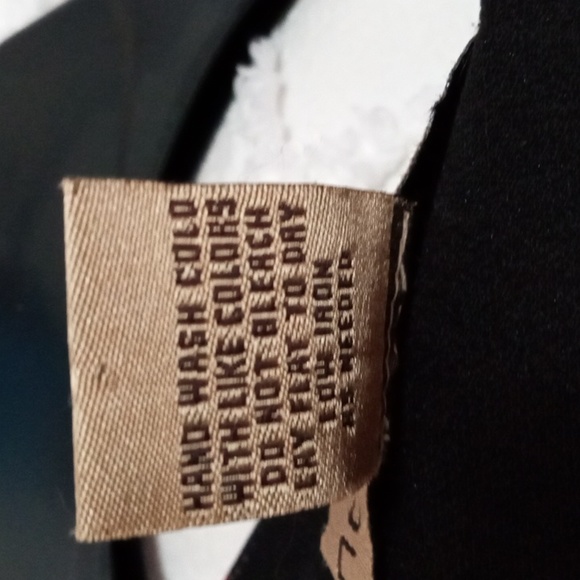 HAND WASH COLD
WITH LIKE COLORS
DO NOT BLEACH
LAY FLAT TO DRY
LOW IRON
AS NEEDED